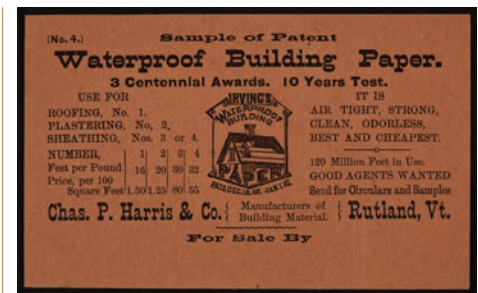 [No. 4.]
Sample of Patent
Waterproof Building Paper.
3 Centennial Awards. 10 Years Test.
USE FOR
ROOFING, No. 1.
PLASTERING, No, 2.
SHEATHING, Nos. 3 or 4.
NUMBER, 1 2 3 4
Feet per Pound 16 20 30 32
Price, per 100
Square Feet 1.50 1.25 80 55
IRVING'S
WATERPROOF
BUILDING
PAPER
IT IS
AIR TIGHT, STRONG,
CLEAN, ODORLESS,
BEST AND CHEAPEST.
120 Million Feet in Use.
GOOD AGENTS WANTED
Send for Circulars and Samples
Chas. P. Harris & Co. { Manufacturers of Building Material. } Rutland, Vt.
For Sale By